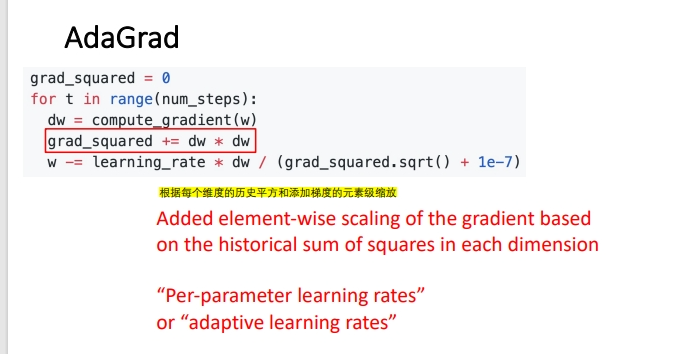 AdaGrad
grad_squared = 0
for t in range(num_steps):
  dw = compute_gradient(w)
  grad_squared += dw * dw
  w -= learning_rate * dw / (grad_squared.sqrt() + 1e-7)
根据每个维度的历史平方和添加梯度的元素级缩放
Added element-wise scaling of the gradient based
on the historical sum of squares in each dimension
“Per-parameter learning rates”
or “adaptive learning rates”